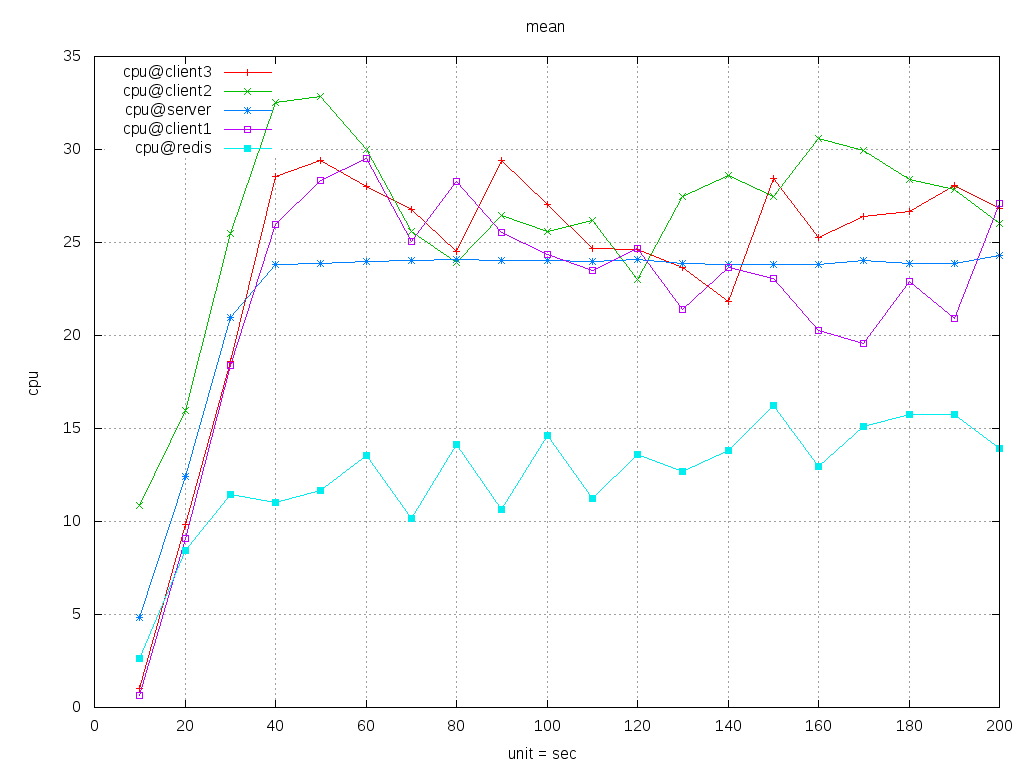 mean
35
30
25
20
15
10
5
0
cpu
cpu@client3
cpu@client2
cpu@server
cpu@client1
cpu@redis
0 20 40 60 80 100 120 140 160 180 200
unit = sec